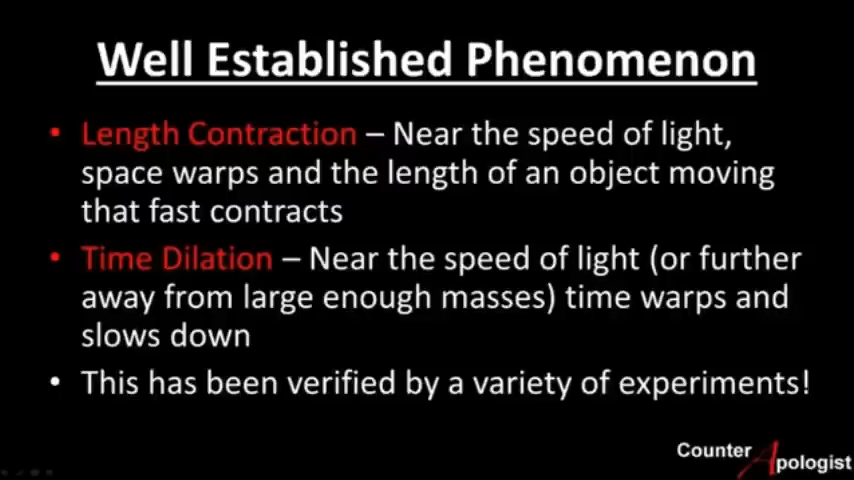 Well Established Phenomenon
• Length Contraction – Near the speed of light,
space warps and the length of an object moving
that fast contracts
• Time Dilation – Near the speed of light (or further
away from large enough masses) time warps and
slows down
• This has been verified by a variety of experiments!
Counter Apologist